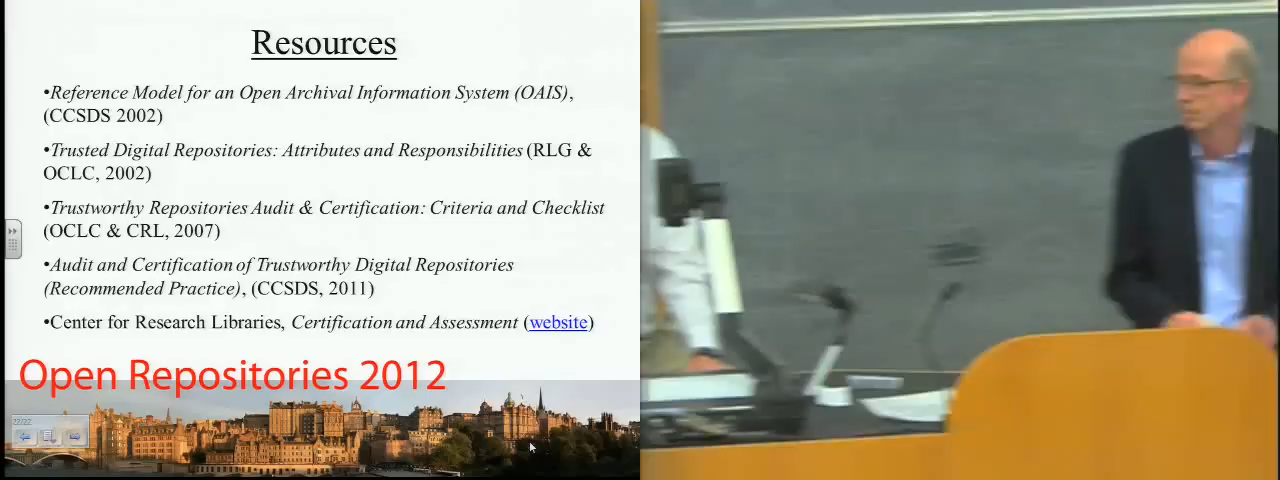 Resources
•Reference Model for an Open Archival Information System (OAIS),
(CCSDS 2002)
•Trusted Digital Repositories: Attributes and Responsibilities (RLG &
OCLC, 2002)
•Trustworthy Repositories Audit & Certification: Criteria and Checklist
(OCLC & CRL, 2007)
•Audit and Certification of Trustworthy Digital Repositories
(Recommended Practice), (CCSDS, 2011)
•Center for Research Libraries, Certification and Assessment (website)
Open Repositories 2012
22/22